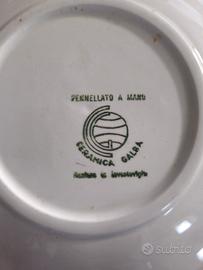 PENNELLATO A MANO
CERAMICA GALBA
subito